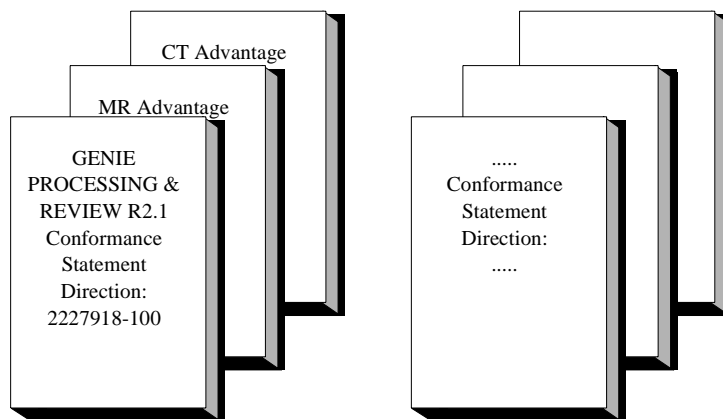 CT Advantage
MR Advantage
GENIE
PROCESSING &
REVIEW R2.1
Conformance
Statement
Direction:
2227918-100
.....
Conformance
Statement
Direction:
.....